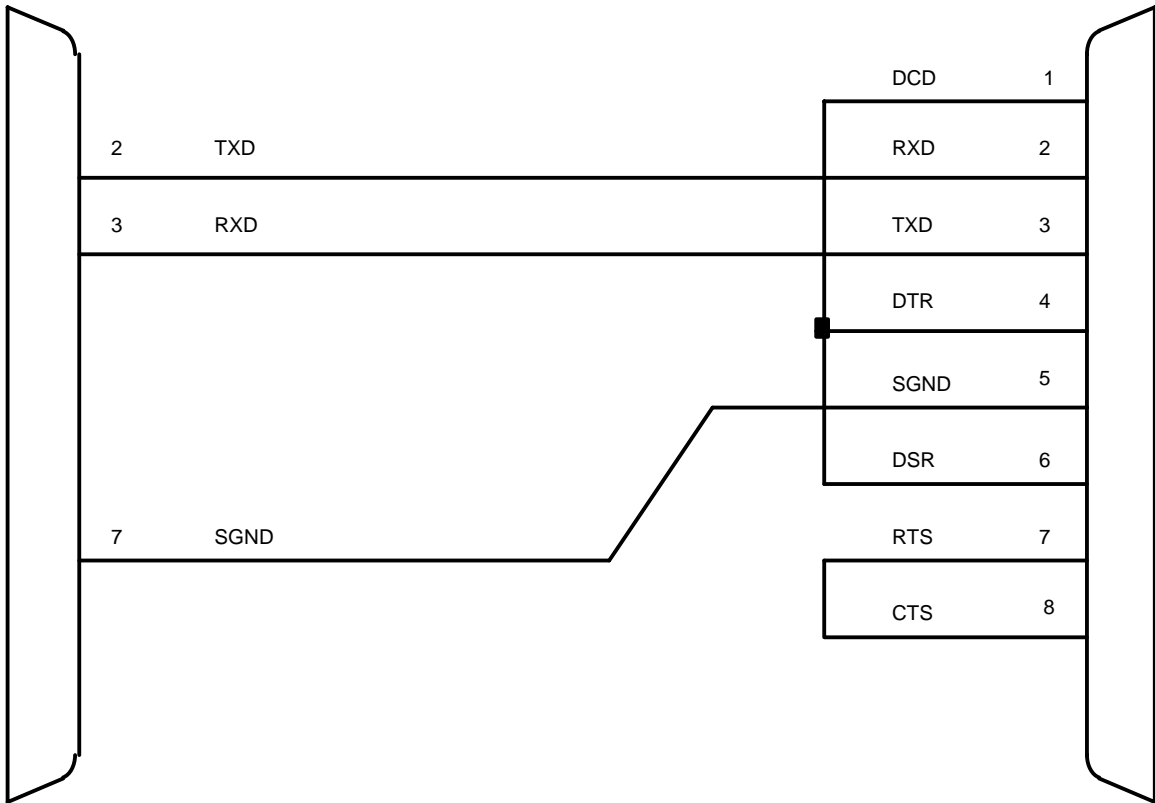 DCD 1
2 TXD RXD 2
3 RXD TXD 3
DTR 4
SGND 5
DSR 6
7 SGND RTS 7
CTS 8